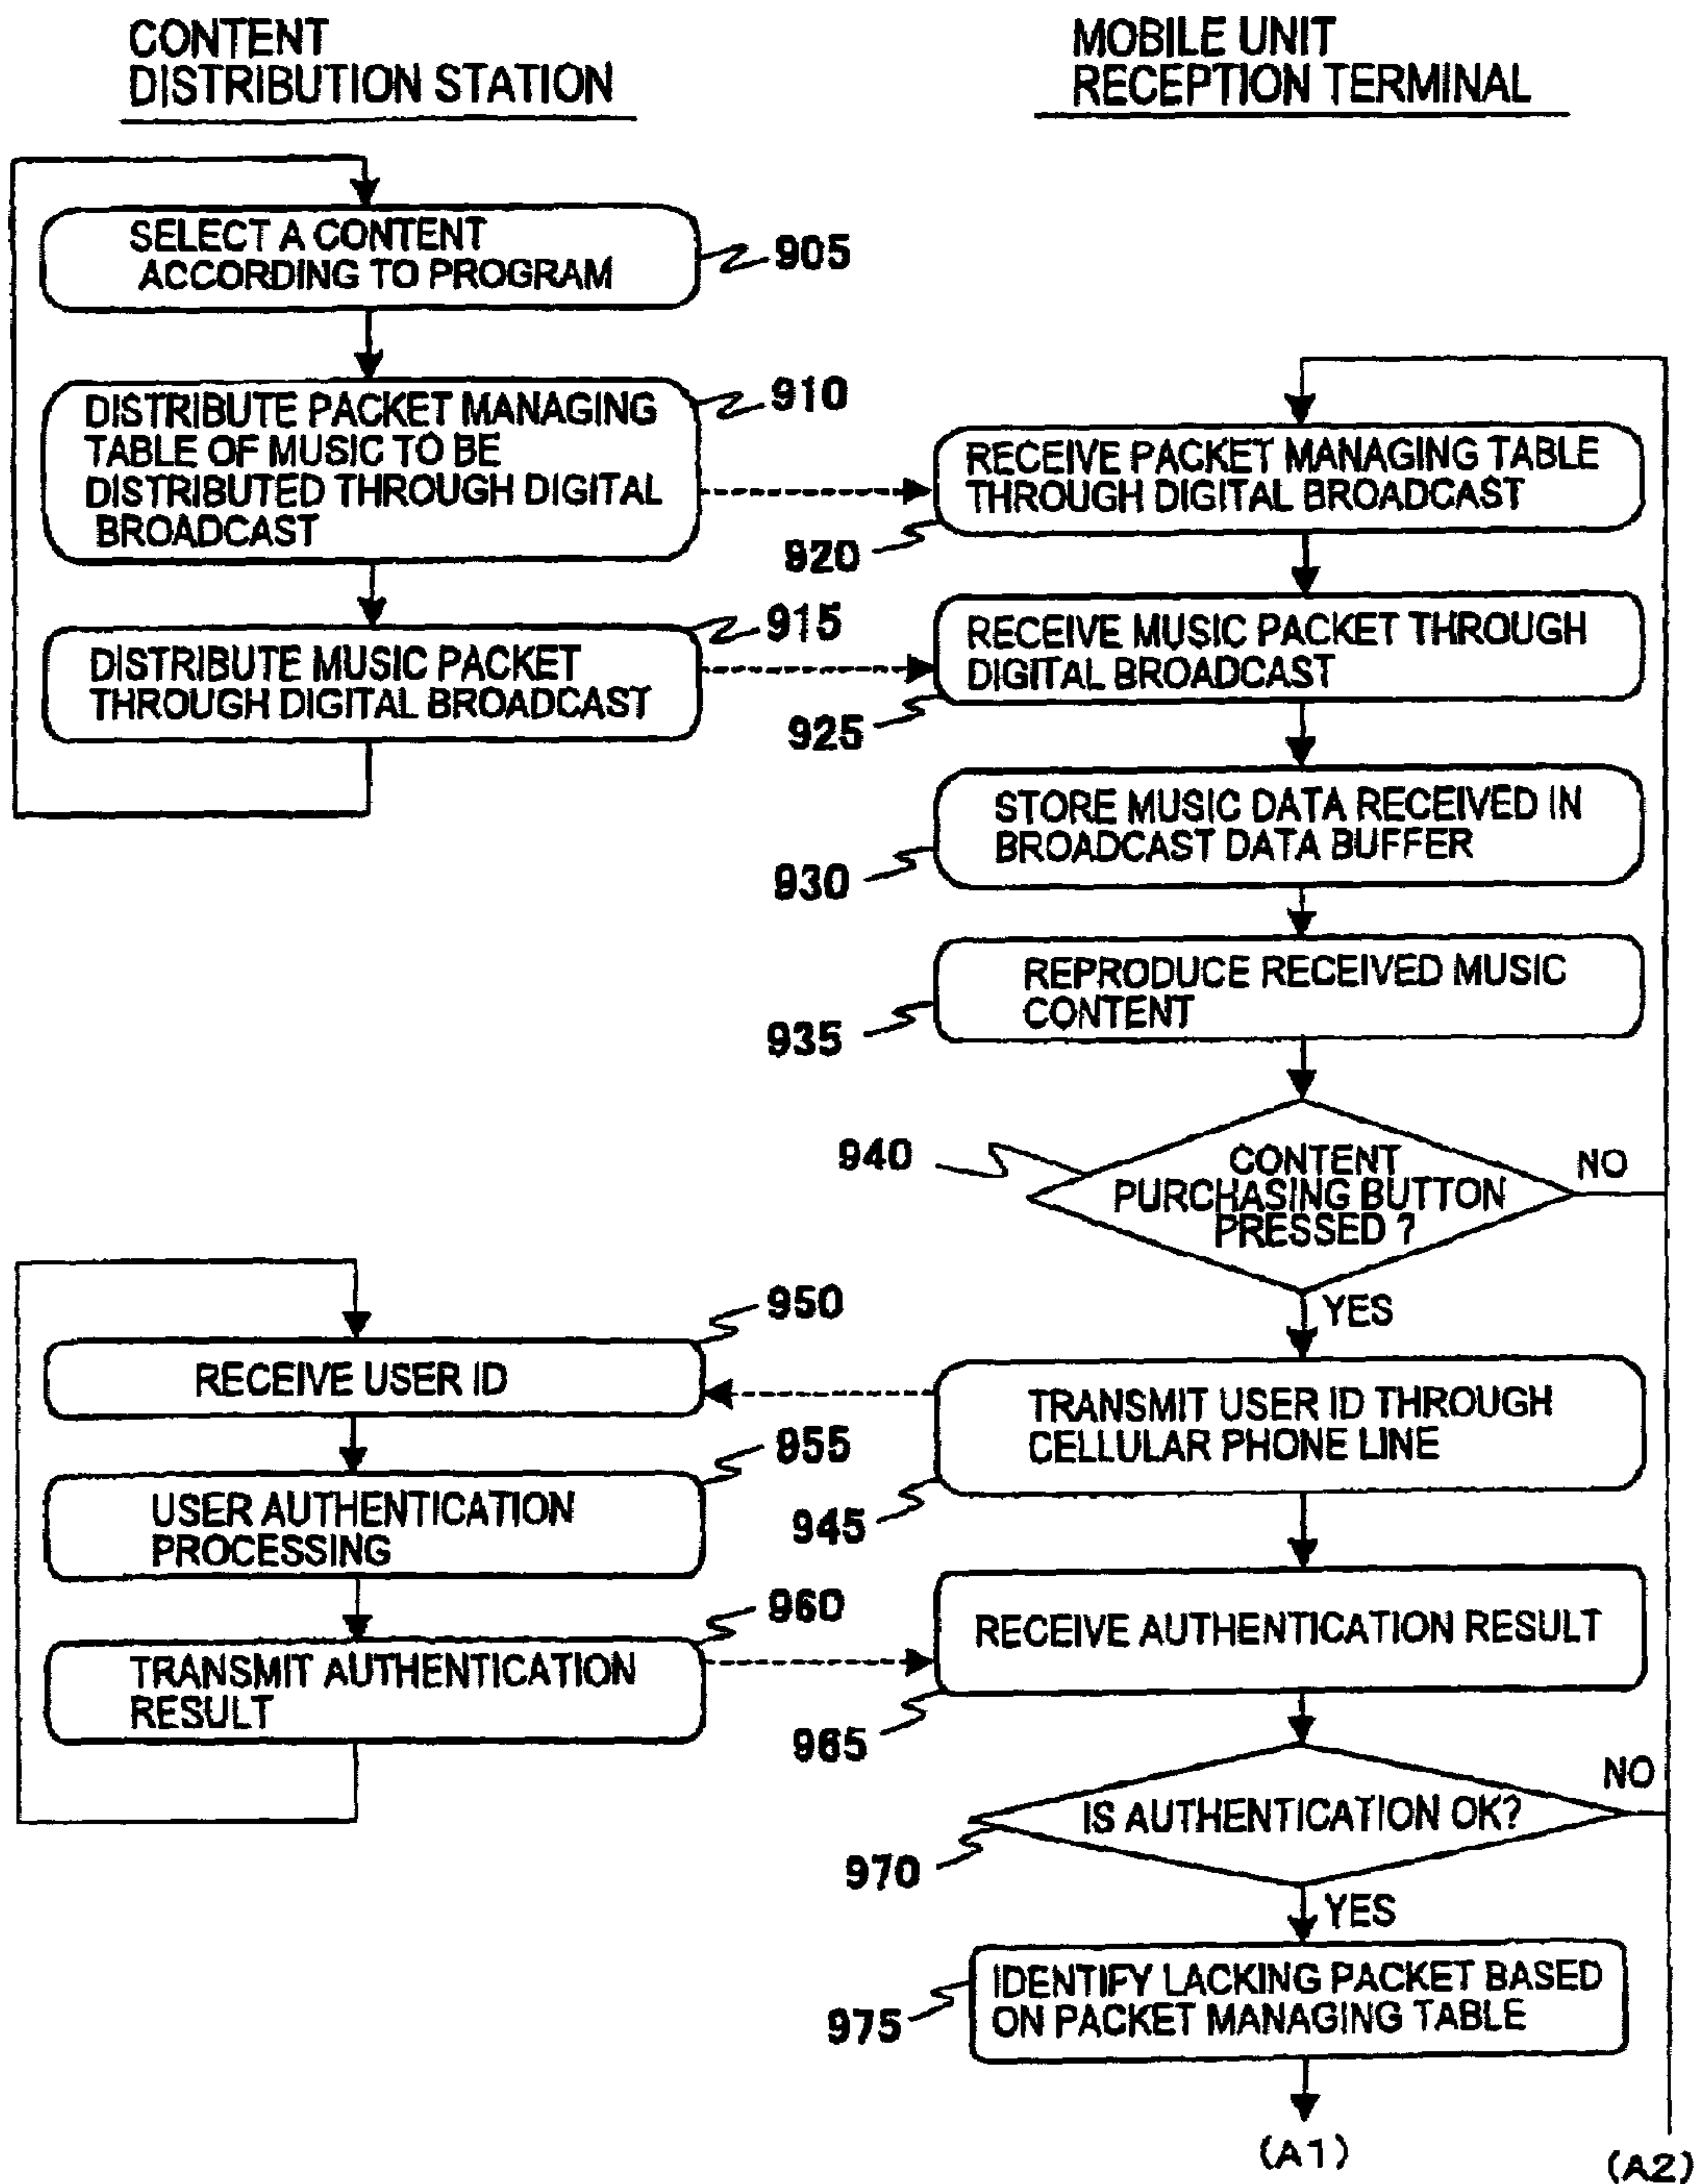 CONTENT
DISTRIBUTION STATION
MOBILE UNIT
RECEPTION TERMINAL
SELECT A CONTENT
ACCORDING TO PROGRAM
905
DISTRIBUTE PACKET MANAGING
TABLE OF MUSIC TO BE
DISTRIBUTED THROUGH DIGITAL
BROADCAST
910
RECEIVE PACKET MANAGING TABLE
THROUGH DIGITAL BROADCAST
920
DISTRIBUTE MUSIC PACKET
THROUGH DIGITAL BROADCAST
915
RECEIVE MUSIC PACKET THROUGH
DIGITAL BROADCAST
925
STORE MUSIC DATA RECEIVED IN
BROADCAST DATA BUFFER
930
REPRODUCE RECEIVED MUSIC
CONTENT
935
940
CONTENT
PURCHASING BUTTON
PRESSED ?
NO
YES
950
RECEIVE USER ID
TRANSMIT USER ID THROUGH
CELLULAR PHONE LINE
945
955
USER AUTHENTICATION
PROCESSING
960
TRANSMIT AUTHENTICATION
RESULT
RECEIVE AUTHENTICATION RESULT
965
IS AUTHENTICATION OK?
NO
970
YES
IDENTIFY LACKING PACKET BASED
ON PACKET MANAGING TABLE
975
(A1)
(A2)